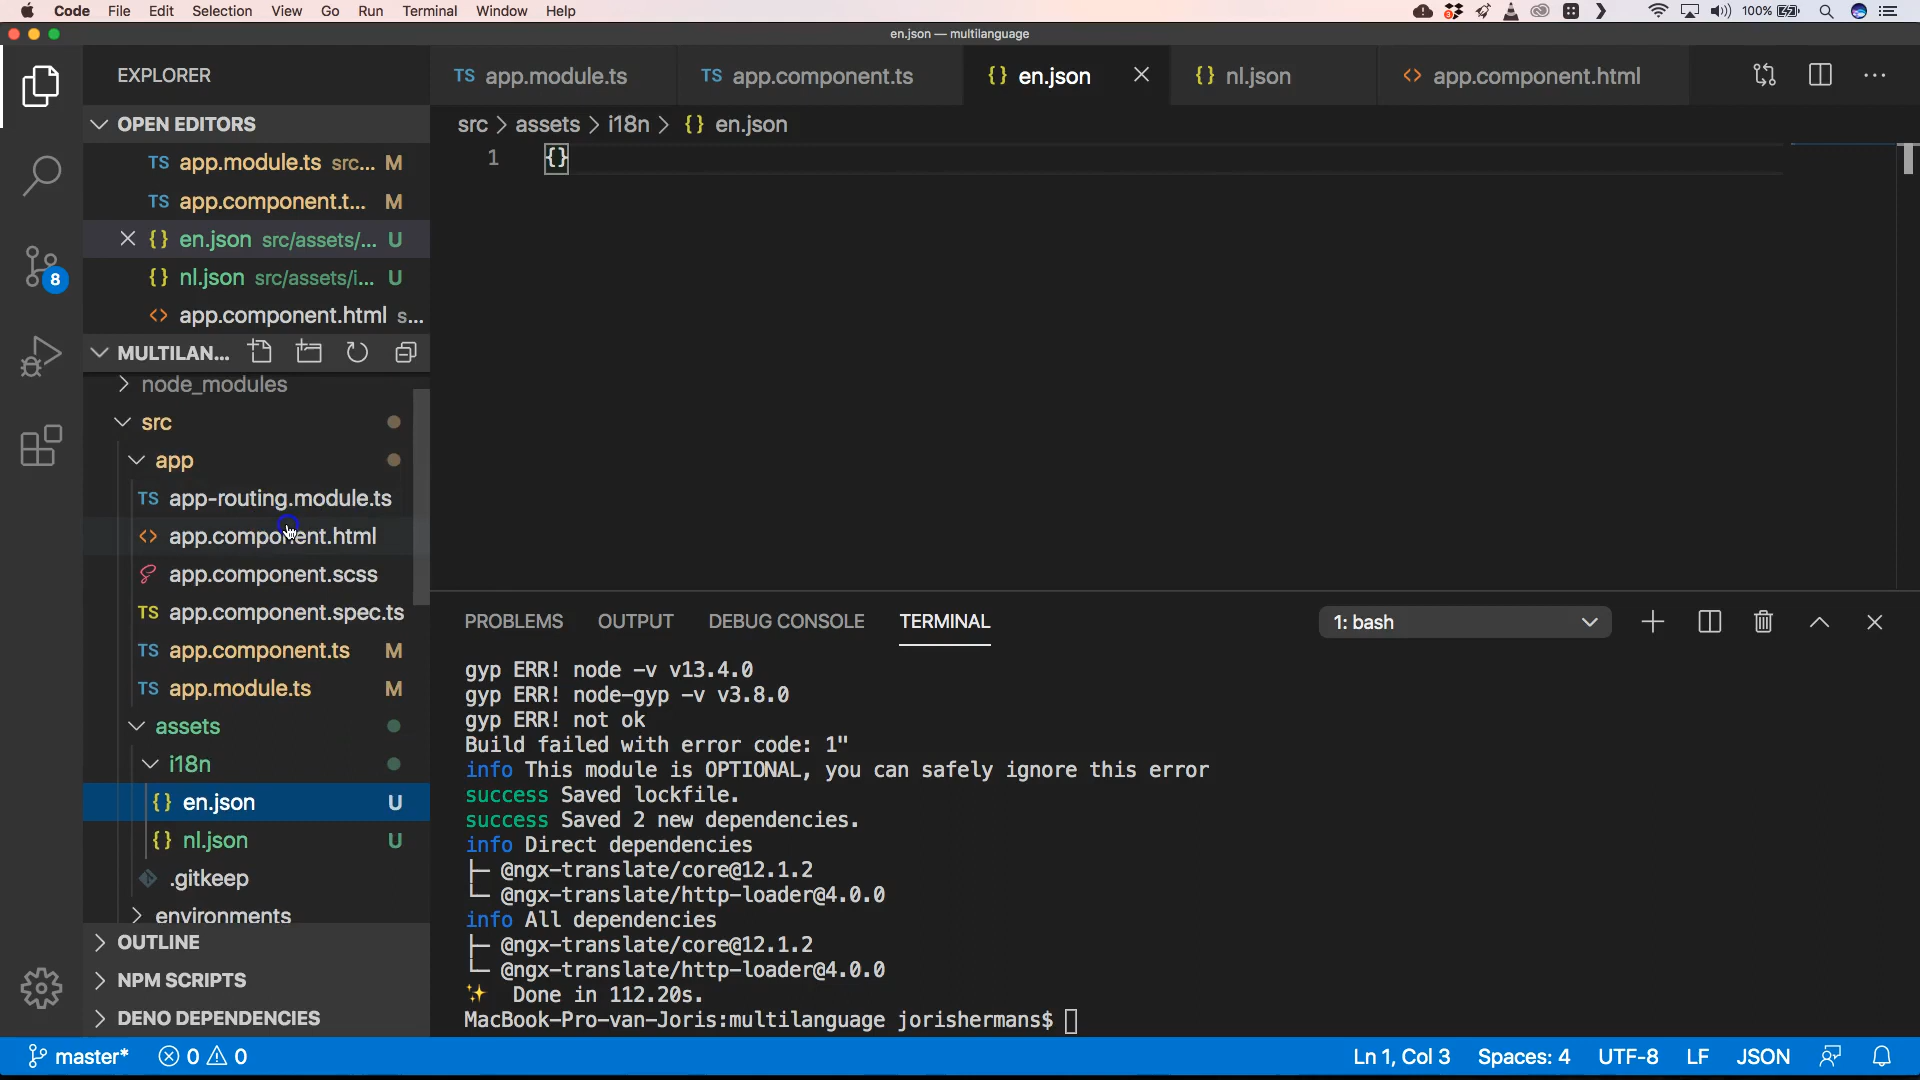 Code File Edit Selection View Go Run Terminal Window Help 3 100%
en.json — multilanguage
EXPLORER
OPEN EDITORS
TS app.module.ts src... M
TS app.component.t... M
{} en.json src/assets/... U
{} nl.json src/assets/i... U
<> app.component.html s...
MULTILAN...
node_modules
src
app
TS app-routing.module.ts
<> app.component.html
app.component.scss
TS app.component.spec.ts
TS app.component.ts M
TS app.module.ts M
assets
i18n
{} en.json U
{} nl.json U
.gitkeep
environments
OUTLINE
NPM SCRIPTS
DENO DEPENDENCIES
8
TS app.module.ts TS app.component.ts {} en.json {} nl.json <> app.component.html
src > assets > i18n > {} en.json
1 {}
PROBLEMS OUTPUT DEBUG CONSOLE TERMINAL 1: bash
gyp ERR! node -v v13.4.0
gyp ERR! node-gyp -v v3.8.0
gyp ERR! not ok
Build failed with error code: 1"
info This module is OPTIONAL, you can safely ignore this error
success Saved lockfile.
success Saved 2 new dependencies.
info Direct dependencies
├─ @ngx-translate/core@12.1.2
└─ @ngx-translate/http-loader@4.0.0
info All dependencies
├─ @ngx-translate/core@12.1.2
└─ @ngx-translate/http-loader@4.0.0
✨ Done in 112.20s.
MacBook-Pro-van-Joris:multilanguage jorishermans$
master* 0 0 Ln 1, Col 3 Spaces: 4 UTF-8 LF JSON